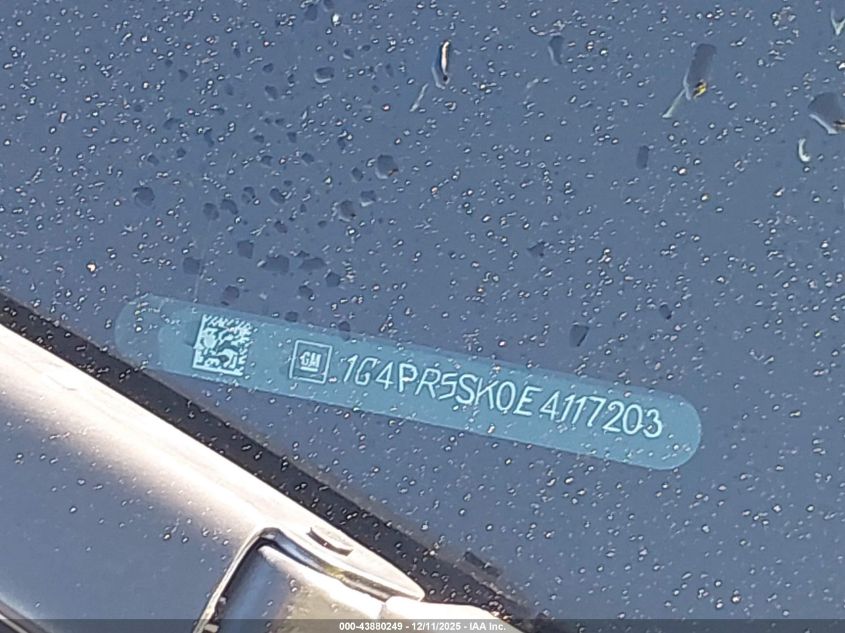 GM 1G4PR5SK0E4117203
000-43880249 - 12/11/2025 - IAA Inc.